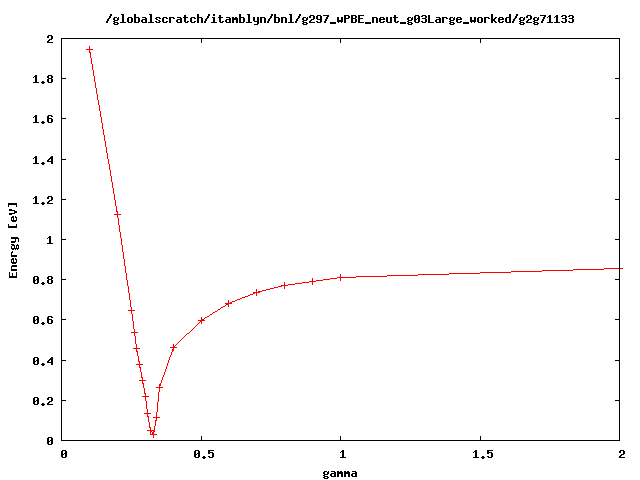 /globalscratch/itamblyn/bnl/g297_wPBE_neut_g03Large_worked/g2g71133
2
1.8
1.6
1.4
1.2
1
0.8
0.6
0.4
0.2
0
Energy [eV]
0 0.5 1 1.5 2
gamma